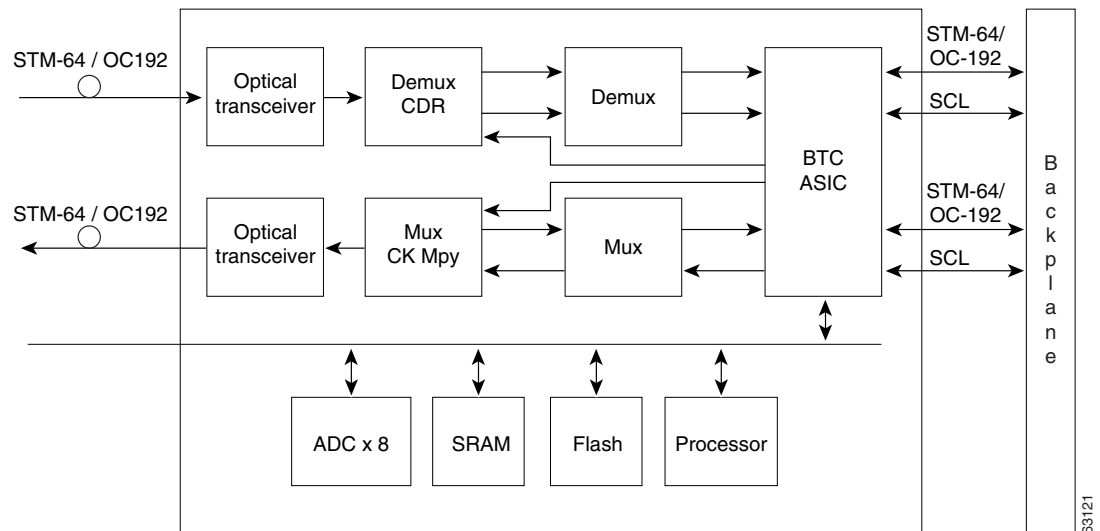 STM-64 / OC192
Optical
transceiver
Demux
CDR
Demux
BTC
ASIC
STM-64/
OC-192
SCL
STM-64 / OC192
Optical
transceiver
Mux
CK Mpy
Mux
STM-64/
OC-192
SCL
Backplane
ADC x 8
SRAM
Flash
Processor
63121